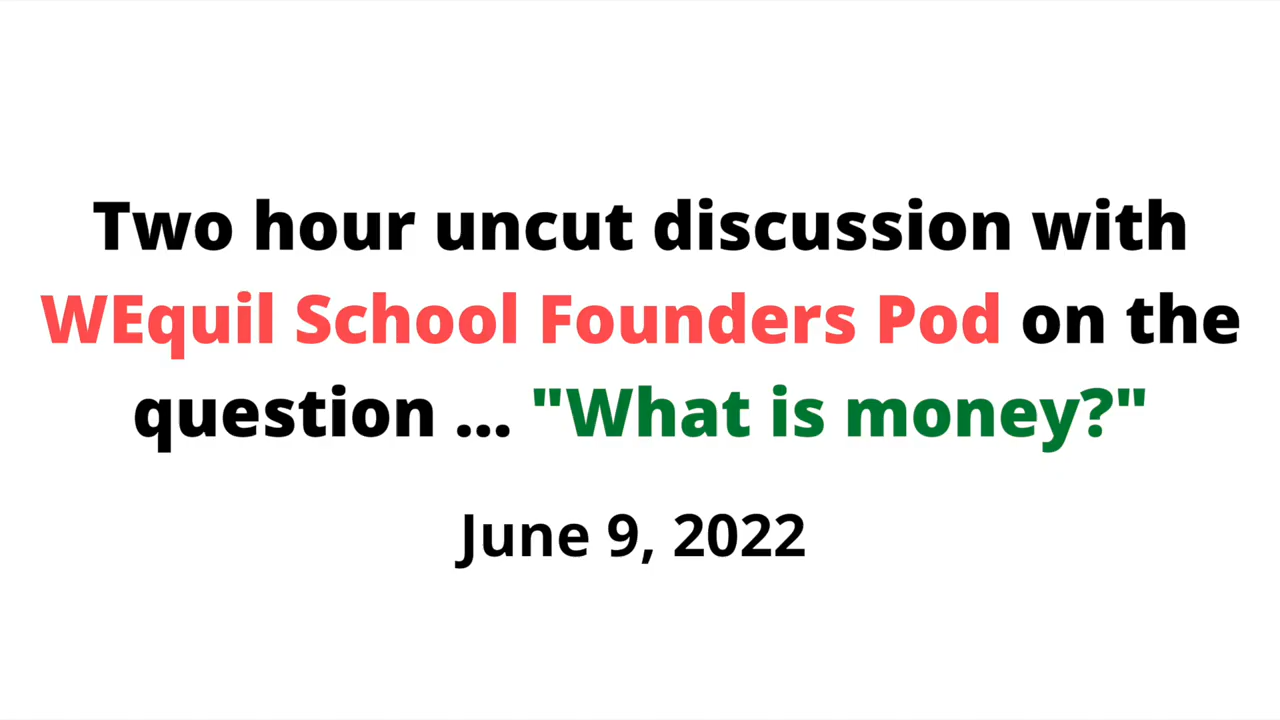 Two hour uncut discussion with
WEquil School Founders Pod on the
question ... "What is money?"
June 9, 2022